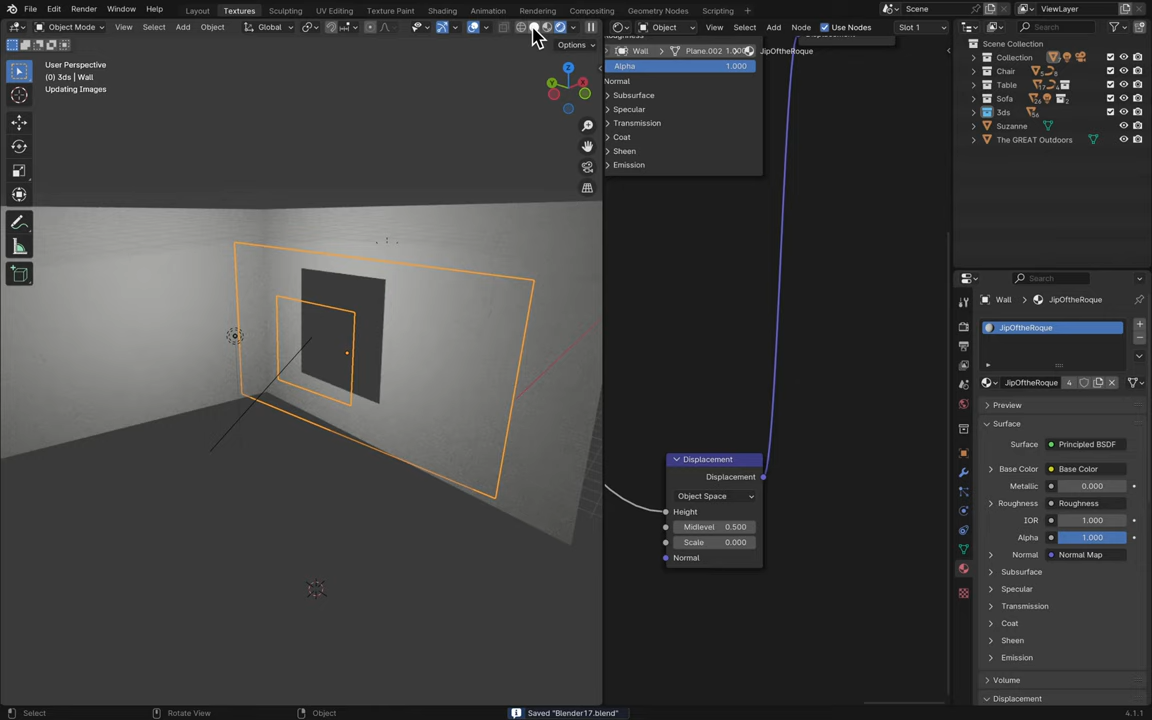 File Edit Render Window Help Layout Textures Sculpting UV Editing Texture Paint Shading Animation Rendering Compositing Geometry Nodes Scripting + Scene ViewLayer
Object Mode View Select Add Object Global Object View Select Add Node Use Nodes Slot 1
Options
User Perspective
(0) 3ds | Wall
Updating Images
Z
Y
X
Wall > Plane.002 JipOftheRoque
1.000
Alpha 1.000
Normal
Subsurface
Specular
Transmission
Coat
Sheen
Emission
Displacement
Displacement
Object Space
Height
Midlevel 0.500
Scale 0.000
Normal
Scene Collection
Collection
Chair
Table
Sofa
3ds
Suzanne
The GREAT Outdoors
Search
Wall > JipOftheRoque
JipOftheRoque
JipOftheRoque 4
Preview
Surface
Surface Principled BSDF
Base Color Base Color
Metallic 0.000
Roughness Roughness
IOR 1.000
Alpha 1.000
Normal Normal Map
Subsurface
Specular
Transmission
Coat
Sheen
Emission
Volume
Displacement
Select Rotate View Object Saved "Blender17.blend" 4.1.1